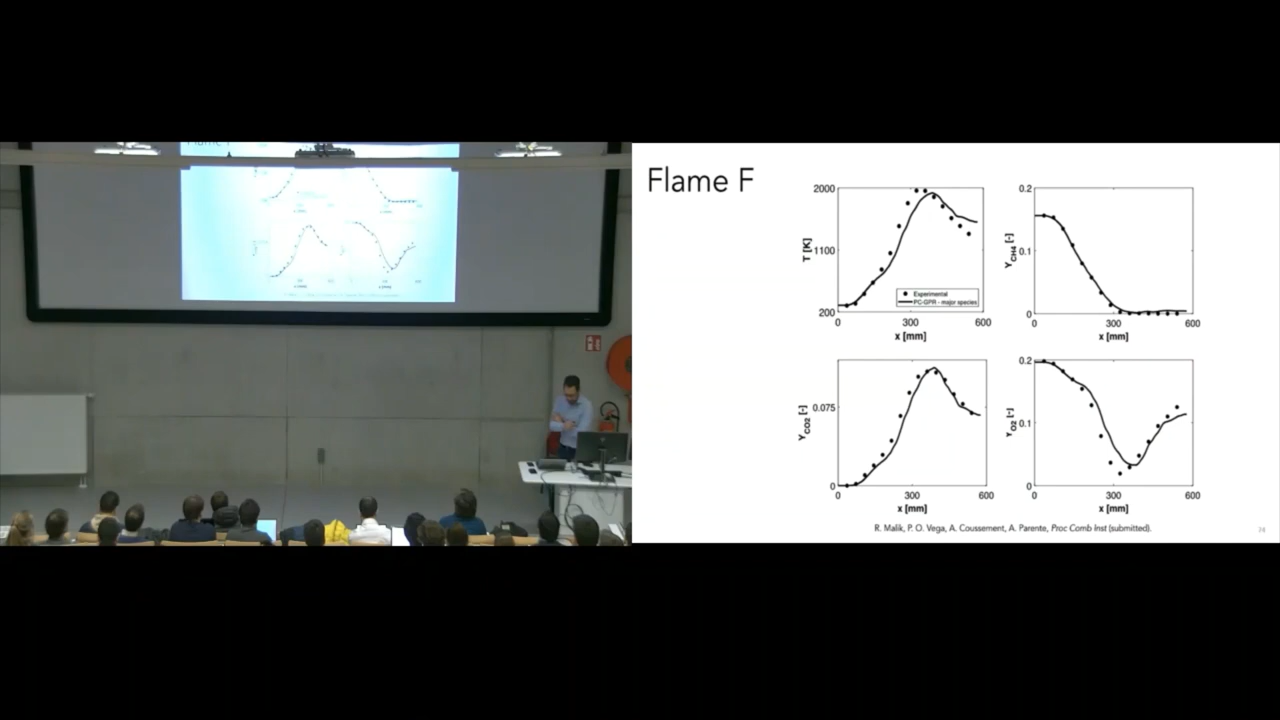 Flame F
2000
1100
200
T [K]
0
300
600
x [mm]
Experimental
PC-GPR - major species
0.2
0.1
0
Y_CH4 [-]
0
300
600
x [mm]
0.075
0
Y_CO2 [-]
0
300
600
x [mm]
0.2
0.1
0
Y_O2 [-]
0
300
600
x [mm]
R. Malik, P. O. Vega, A. Coussement, A. Parente, Proc Comb Inst (submitted).
74